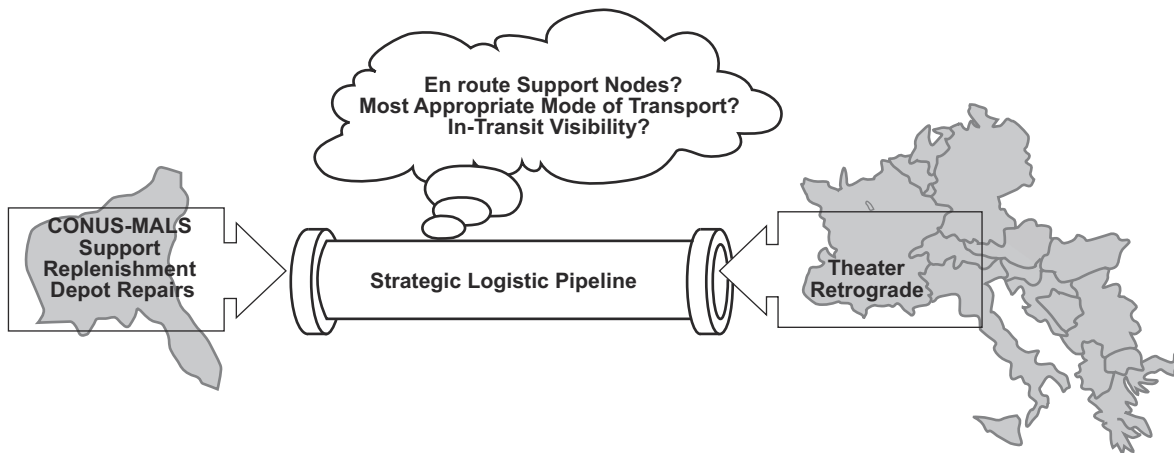 En route Support Nodes?
Most Appropriate Mode of Transport?
In-Transit Visibility?
CONUS-MALS
Support
Replenishment
Depot Repairs
Strategic Logistic Pipeline
Theater
Retrograde